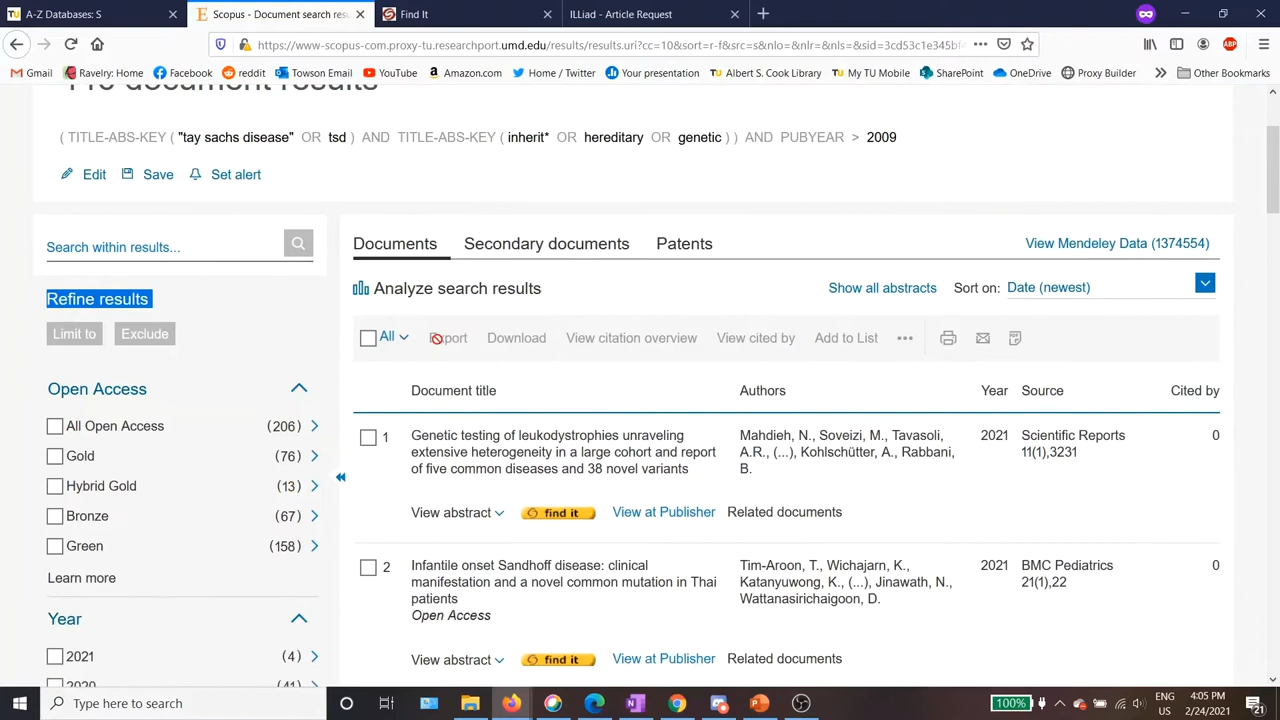 A-Z Databases: S
Scopus - Document search resu
Find It
ILLiad - Article Request
https://www-scopus-com.proxy-tu.researchport.umd.edu/results/results.uri?cc=10&sort=r-f&src=s&nlo=&nlr=&nls=&sid=3cd53c1e345bf
Gmail
Ravelry: Home
Facebook
reddit
Towson Email
YouTube
Amazon.com
Home / Twitter
Your presentation
TU Albert S. Cook Library
TU My TU Mobile
SharePoint
OneDrive
Proxy Builder
Other Bookmarks
document results
( TITLE-ABS-KEY ( "tay sachs disease" OR tsd ) AND TITLE-ABS-KEY ( inherit* OR hereditary OR genetic ) ) AND PUBYEAR > 2009
Edit Save Set alert
Search within results...
Refine results
Limit to Exclude
Open Access
All Open Access (206)
Gold (76)
Hybrid Gold (13)
Bronze (67)
Green (158)
Learn more
Year
2021 (4)
2020 (41)
Documents Secondary documents Patents
View Mendeley Data (1374554)
Analyze search results
Show all abstracts Sort on: Date (newest)
All Export Download View citation overview View cited by Add to List
Document title Authors Year Source Cited by
1
Genetic testing of leukodystrophies unraveling
extensive heterogeneity in a large cohort and report
of five common diseases and 38 novel variants
Mahdieh, N., Soveizi, M., Tavasoli,
A.R., (...), Kohlschütter, A., Rabbani,
B.
2021
Scientific Reports
11(1),3231
0
View abstract find it View at Publisher Related documents
2
Infantile onset Sandhoff disease: clinical
manifestation and a novel common mutation in Thai
patients
Open Access
Tim-Aroon, T., Wichajarn, K.,
Katanyuwong, K., (...), Jinawath, N.,
Wattanasirichaigoon, D.
2021
BMC Pediatrics
21(1),22
0
View abstract find it View at Publisher Related documents
Type here to search
100%
ENG
4:05 PM
2/24/2021
21